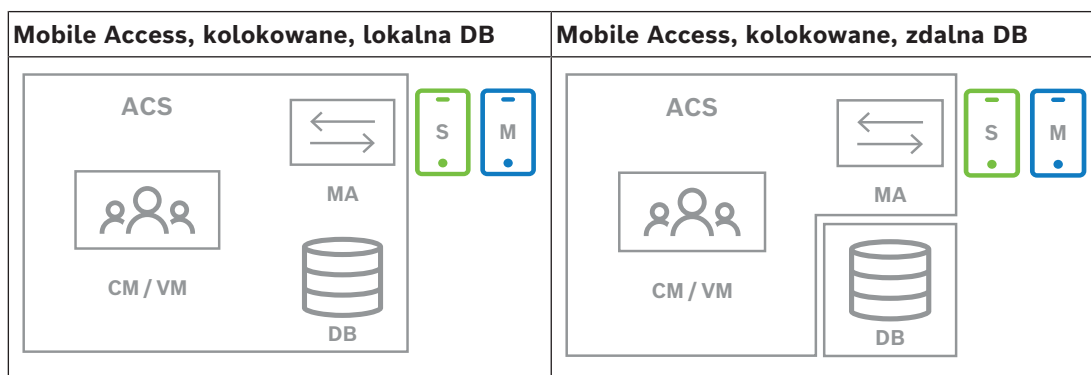 Mobile Access, kolokowane, lokalna DB
Mobile Access, kolokowane, zdalna DB
ACS
S
M
MA
CM / VM
DB
ACS
S
M
MA
CM / VM
DB